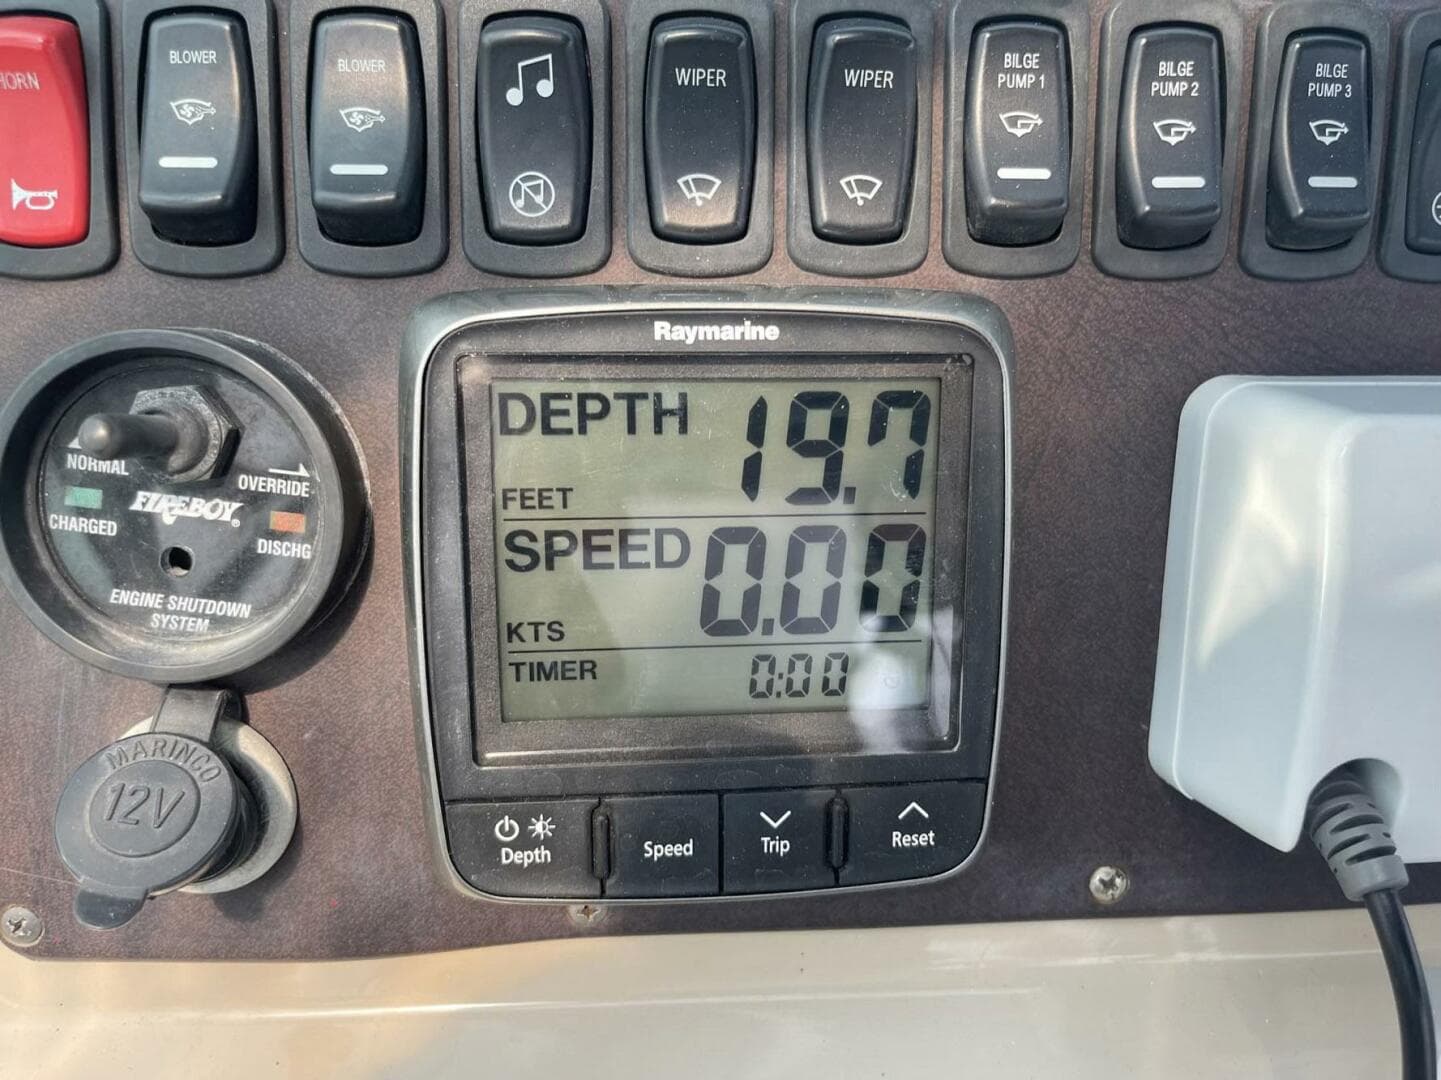 HORN
BLOWER
BLOWER
WIPER
WIPER
BILGE
PUMP 1
BILGE
PUMP 2
BILGE
PUMP 3
Raymarine
DEPTH 19.7
FEET
SPEED 0.00
KTS
TIMER 0:00
Depth
Speed
Trip
Reset
NORMAL
OVERRIDE
FIREBOY®
CHARGED
DISCHG
ENGINE SHUTDOWN
SYSTEM
MARINCO
12V